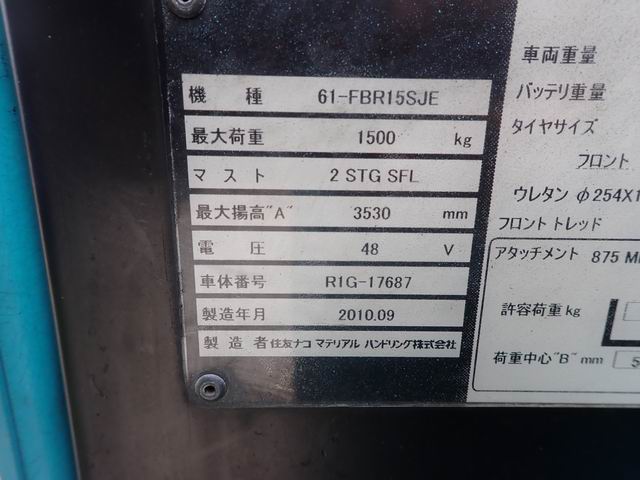 機 種 61-FBR15SJE
最大荷重 1500 kg
マスト 2 STG SFL
最大揚高"A" 3530 mm
電 圧 48 V
車体番号 R1G-17687
製造年月 2010.09
製造者 住友ナコ マテリアル ハンドリング株式会社
車両重量
バッテリ重量
タイヤサイズ
フロント
ウレタン φ254X1
フロント トレッド
アタッチメント 875 M
許容荷重 kg
荷重中心"B" mm 5